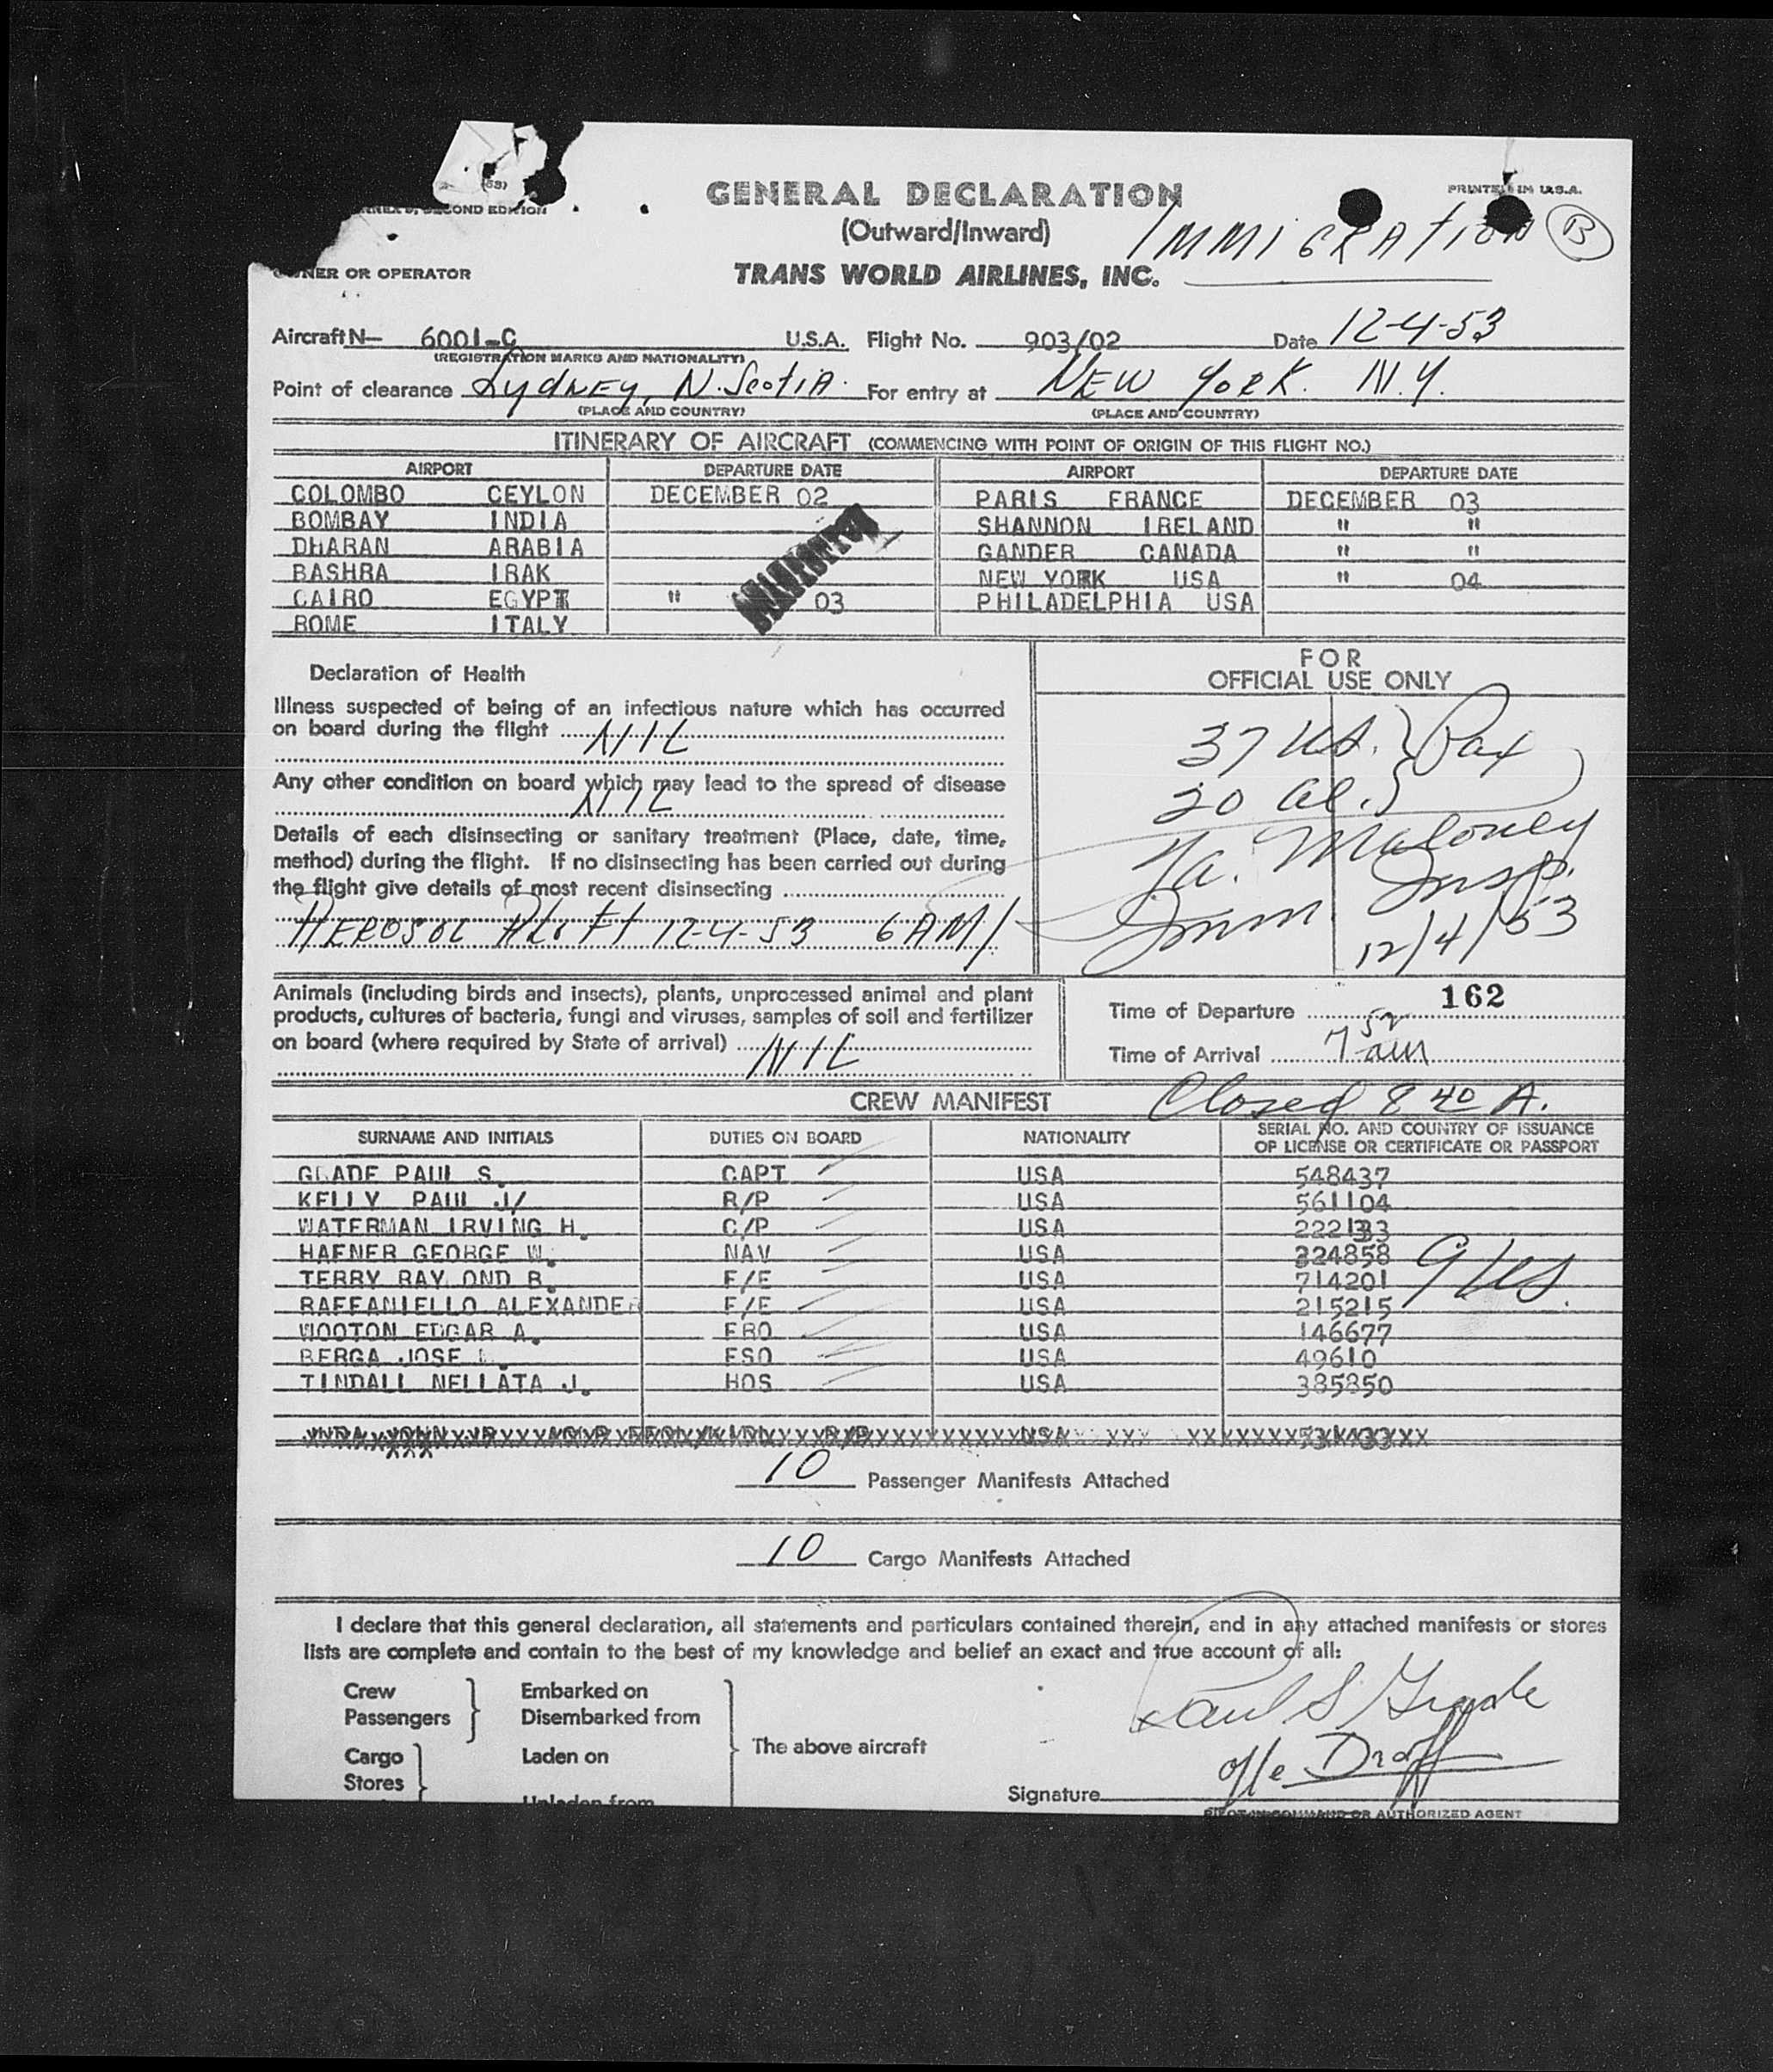 (53)
SECOND EDITION
PRINTED IN U.S.A.
GENERAL DECLARATION
(Outward/Inward)
IMMIGRATION B
OWNER OR OPERATOR
TRANS WORLD AIRLINES, INC.
Aircraft N— 6001-C U.S.A. Flight No. 903/02 Date 12-4-53
(REGISTRATION MARKS AND NATIONALITY)
Point of clearance Sydney, N. Scotia. For entry at NEW YORK. N.Y.
(PLACE AND COUNTRY) (PLACE AND COUNTRY)
ITINERARY OF AIRCRAFT (COMMENCING WITH POINT OF ORIGIN OF THIS FLIGHT NO.)
AIRPORT DEPARTURE DATE AIRPORT DEPARTURE DATE
COLOMBO CEYLON DECEMBER 02 PARIS FRANCE DECEMBER 03
BOMBAY INDIA SHANNON IRELAND " "
DHARAN ARABIA GANDER CANADA " "
BASHRA IRAK NEW YORK USA " 04
CAIRO EGYPT " 03 PHILADELPHIA USA
ROME ITALY
Declaration of Health
FOR
OFFICIAL USE ONLY
Illness suspected of being of an infectious nature which has occurred
on board during the flight NIL
37 US. } Pax
20 al. }
Any other condition on board which may lead to the spread of disease
NIL
Details of each disinsecting or sanitary treatment (Place, date, time,
method) during the flight. If no disinsecting has been carried out during
the flight give details of most recent disinsecting
Maloney
Imm. Insp.
12/4/53
AEROSOL 12-4-53 6 AM
Animals (including birds and insects), plants, unprocessed animal and plant
products, cultures of bacteria, fungi and viruses, samples of soil and fertilizer
on board (where required by State of arrival) NIL
Time of Departure 162
Time of Arrival 7 52 am
CREW MANIFEST Closed 8 40 A.
SURNAME AND INITIALS DUTIES ON BOARD NATIONALITY SERIAL NO. AND COUNTRY OF ISSUANCE
OF LICENSE OR CERTIFICATE OR PASSPORT
GLADE PAUL S. CAPT USA 548437
KELLY PAUL J/ R/P USA 561104
WATERMAN IRVING H. C/P USA 222133
HAFNER GEORGE W. NAV USA 324858
TERRY RAY OND R. F/E USA 714201
RAFFANIELLO ALEXANDER F/E USA 215215
WOOTON EDGAR A. FRO USA 146677
BERGA JOSE FSO USA 49610
TINDALL NELLATA J. HOS USA 385850
9 US.
10 Passenger Manifests Attached
10 Cargo Manifests Attached
I declare that this general declaration, all statements and particulars contained therein, and in any attached manifests or stores
lists are complete and contain to the best of my knowledge and belief an exact and true account of all:
Crew
Passengers
Embarked on
Disembarked from
Cargo
Stores
Laden on
Unladen from
The above aircraft
Paul S Glade
Signature
PILOT IN COMMAND OR AUTHORIZED AGENT